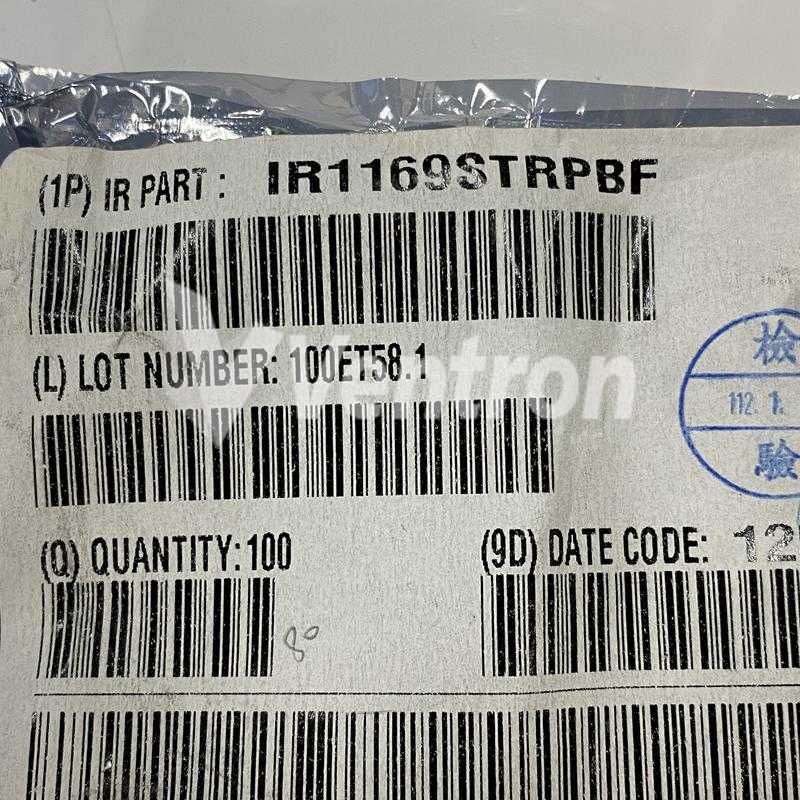 (1P) IR PART : IR1169STRPBF
Ventron
(L) LOT NUMBER: 100ET58.1
檢
112. 1.
驗
(Q) QUANTITY: 100
(9D) DATE CODE: 12
80